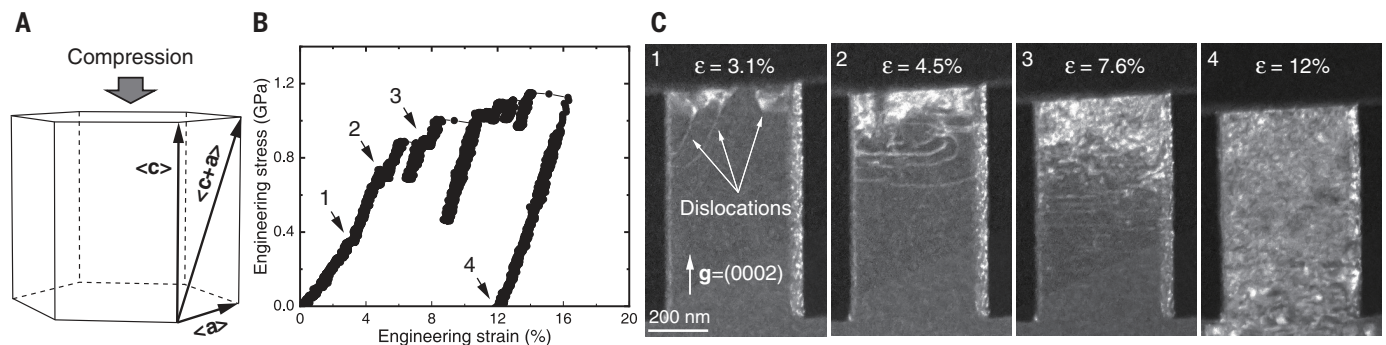 A
Compression
<c>
<c+a>
<a>
B
Engineering stress (GPa)
1.2
0.8
0.4
0.0
0
4
8
12
16
20
Engineering strain (%)
1
2
3
4
C
1
ε = 3.1%
Dislocations
g=(0002)
200 nm
2
ε = 4.5%
3
ε = 7.6%
4
ε = 12%